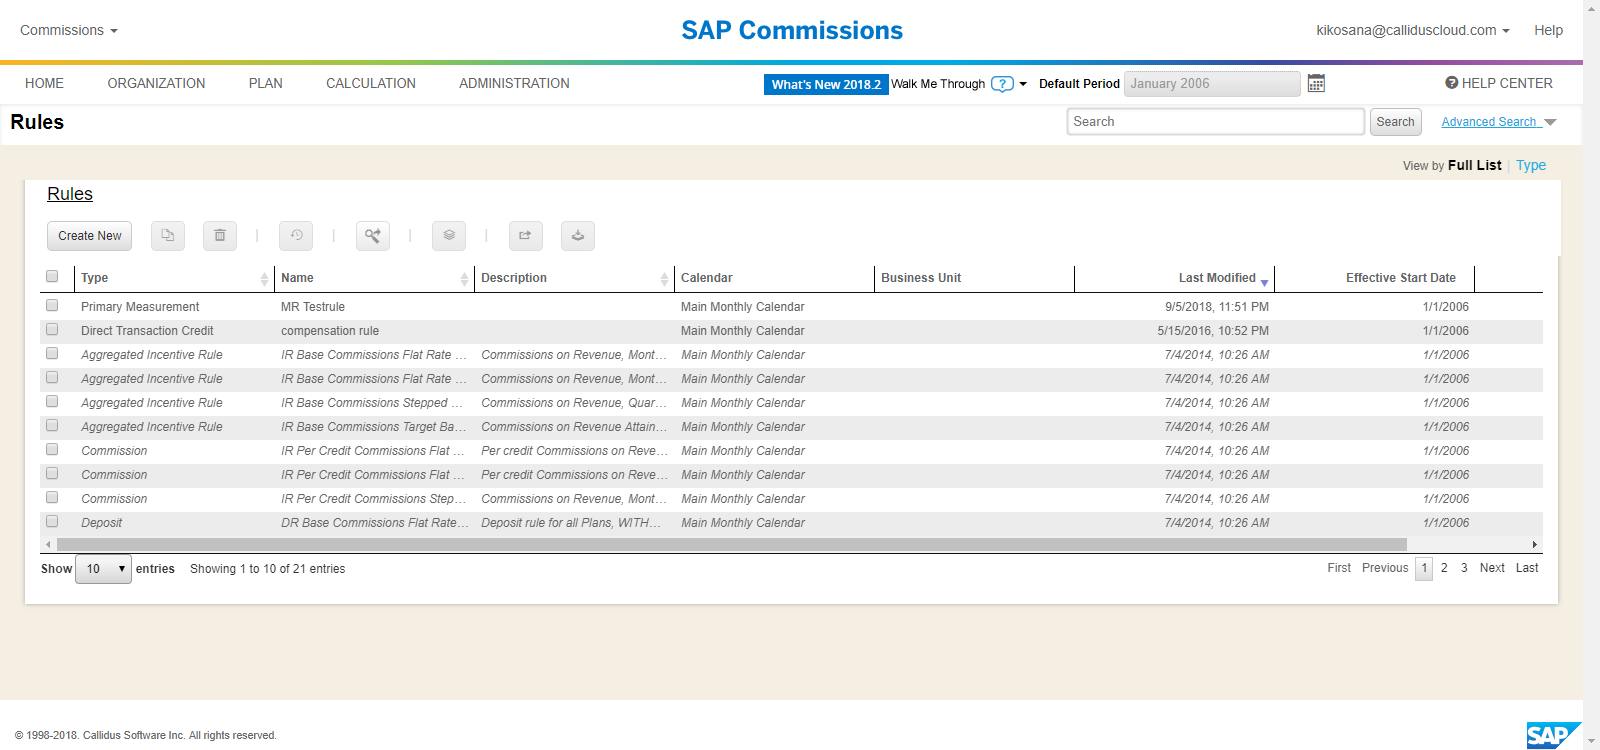 Commissions
SAP Commissions
kikosana@calliduscloud.com
Help
HOME ORGANIZATION PLAN CALCULATION ADMINISTRATION
What's New 2018.2 Walk Me Through ? Default Period January 2006
? HELP CENTER
Rules
Search Search Advanced Search
View by Full List | Type
Rules
Create New
Type Name Description Calendar Business Unit Last Modified Effective Start Date
Primary Measurement MR Testrule Main Monthly Calendar 9/5/2018, 11:51 PM 1/1/2006
Direct Transaction Credit compensation rule Main Monthly Calendar 5/15/2016, 10:52 PM 1/1/2006
Aggregated Incentive Rule IR Base Commissions Flat Rate ... Commissions on Revenue, Mont... Main Monthly Calendar 7/4/2014, 10:26 AM 1/1/2006
Aggregated Incentive Rule IR Base Commissions Flat Rate ... Commissions on Revenue, Mont... Main Monthly Calendar 7/4/2014, 10:26 AM 1/1/2006
Aggregated Incentive Rule IR Base Commissions Stepped ... Commissions on Revenue, Quar... Main Monthly Calendar 7/4/2014, 10:26 AM 1/1/2006
Aggregated Incentive Rule IR Base Commissions Target Ba... Commissions on Revenue Attain... Main Monthly Calendar 7/4/2014, 10:26 AM 1/1/2006
Commission IR Per Credit Commissions Flat ... Per credit Commissions on Reve... Main Monthly Calendar 7/4/2014, 10:26 AM 1/1/2006
Commission IR Per Credit Commissions Flat ... Per credit Commissions on Reve... Main Monthly Calendar 7/4/2014, 10:26 AM 1/1/2006
Commission IR Per Credit Commissions Step... Commissions on Revenue, Mont... Main Monthly Calendar 7/4/2014, 10:26 AM 1/1/2006
Deposit DR Base Commissions Flat Rate... Deposit rule for all Plans, WITH... Main Monthly Calendar 7/4/2014, 10:26 AM 1/1/2006
Show 10 entries Showing 1 to 10 of 21 entries First Previous 1 2 3 Next Last
© 1998-2018. Callidus Software Inc. All rights reserved.
SAP